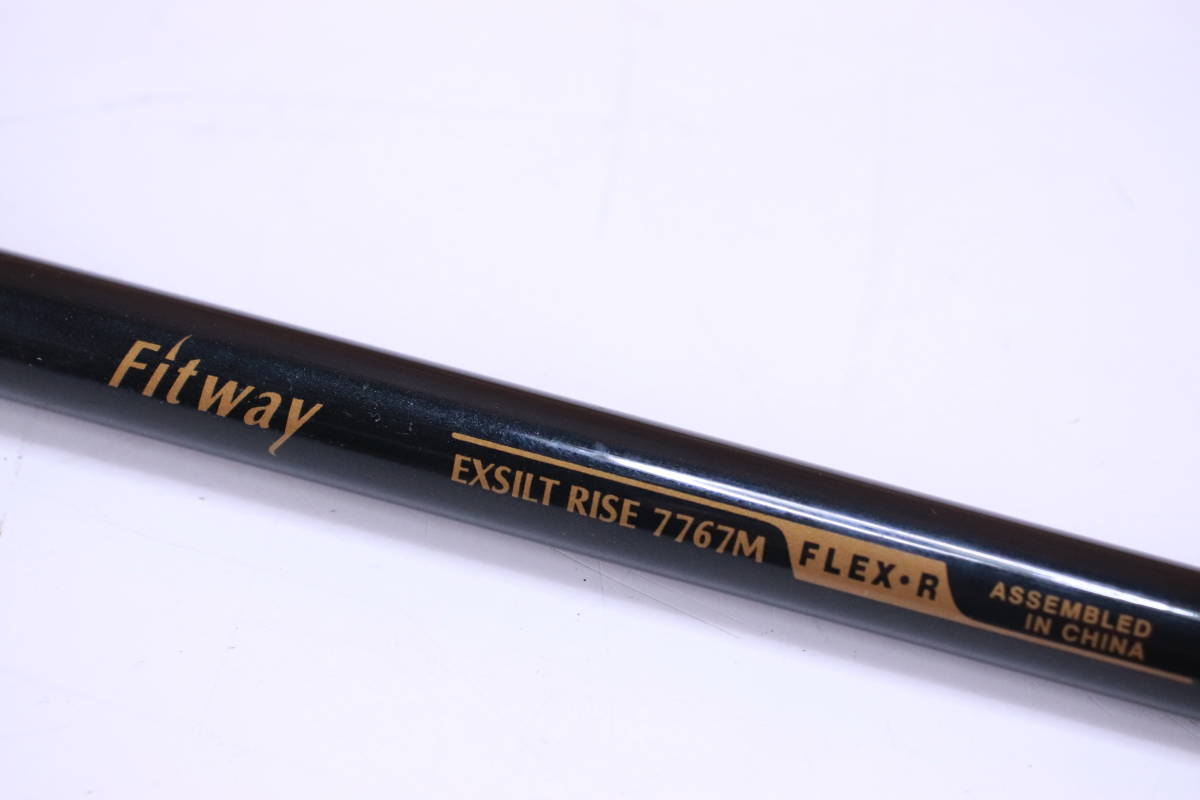 Fitway
EXSILT RISE 7767M
FLEX•R
ASSEMBLED
IN CHINA